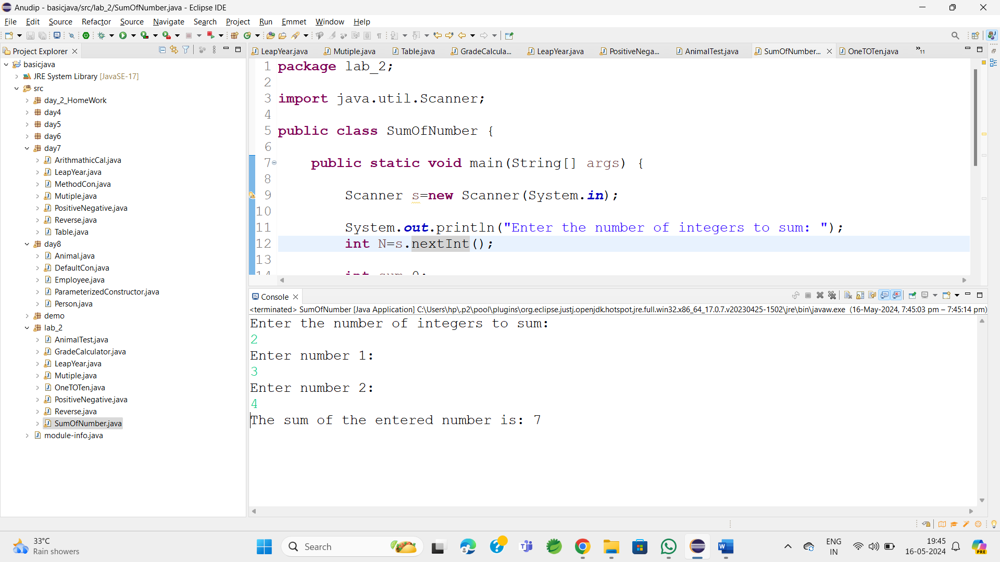 Anudip - basicjava/src/lab_2/SumOfNumber.java - Eclipse IDE
File Edit Source Refactor Source Navigate Search Project Run Emmet Window Help
Project Explorer
LeapYear.java Mutiple.java Table.java GradeCalcula... LeapYear.java PositiveNega... AnimalTest.java SumOfNumber... OneTOTen.java »11
basicjava
JRE System Library [JavaSE-17]
src
day_2_HomeWork
day4
day5
day6
day7
ArithmathicCal.java
LeapYear.java
MethodCon.java
Mutiple.java
PositiveNegative.java
Reverse.java
Table.java
day8
Animal.java
DefaultCon.java
Employee.java
ParameterizedConstructor.java
Person.java
demo
lab_2
AnimalTest.java
GradeCalculator.java
LeapYear.java
Mutiple.java
OneTOTen.java
PositiveNegative.java
Reverse.java
SumOfNumber.java
module-info.java
1 package lab_2;
2
3 import java.util.Scanner;
4
5 public class SumOfNumber {
6
7 public static void main(String[] args) {
8
9 Scanner s=new Scanner(System.in);
10
11 System.out.println("Enter the number of integers to sum: ");
12 int N=s.nextInt();
13
14 int sum=0;
Console
<terminated> SumOfNumber [Java Application] C:\Users\hp\.p2\pool\plugins\org.eclipse.justj.openjdk.hotspot.jre.full.win32.x86_64_17.0.7.v20230425-1502\jre\bin\javaw.exe (16-May-2024, 7:45:03 pm – 7:45:14 pm)
Enter the number of integers to sum:
2
Enter number 1:
3
Enter number 2:
4
The sum of the entered number is: 7
33°C
Rain showers
Search
ENG
IN
19:45
16-05-2024
PRE